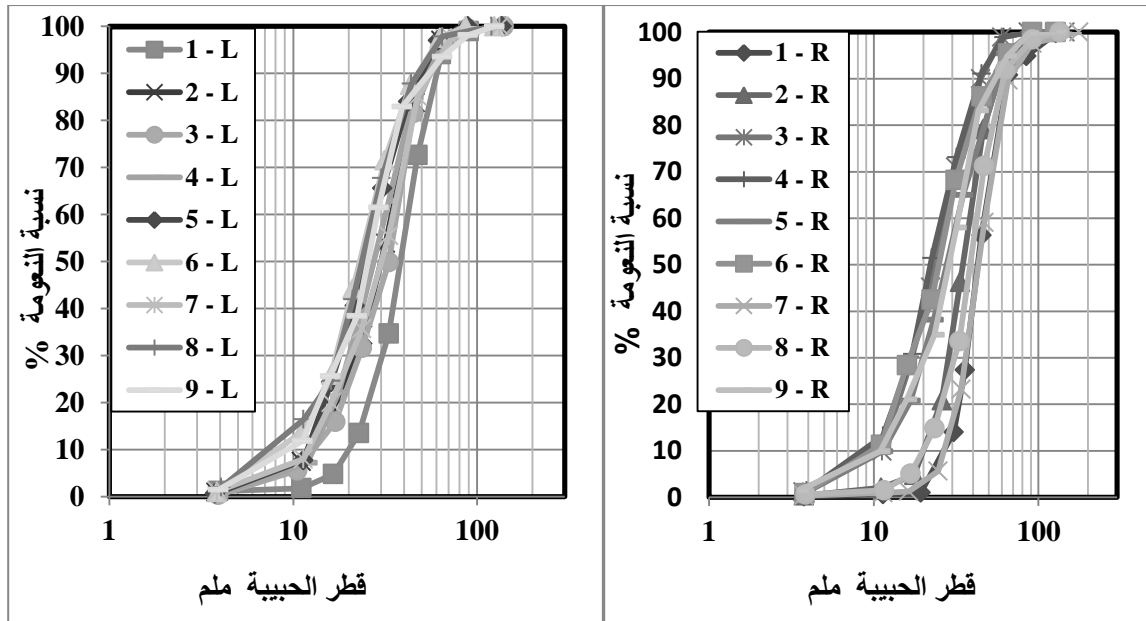 100
90
80
70
60
50
40
30
20
10
0
نسبة النعومة %
1 - L
2 - L
3 - L
4 - L
5 - L
6 - L
7 - L
8 - L
9 - L
1 10 100
قطر الحبيبة ملم
100
90
80
70
60
50
40
30
20
10
0
نسبة النعومة %
1 - R
2 - R
3 - R
4 - R
5 - R
6 - R
7 - R
8 - R
9 - R
1 10 100
قطر الحبيبة ملم